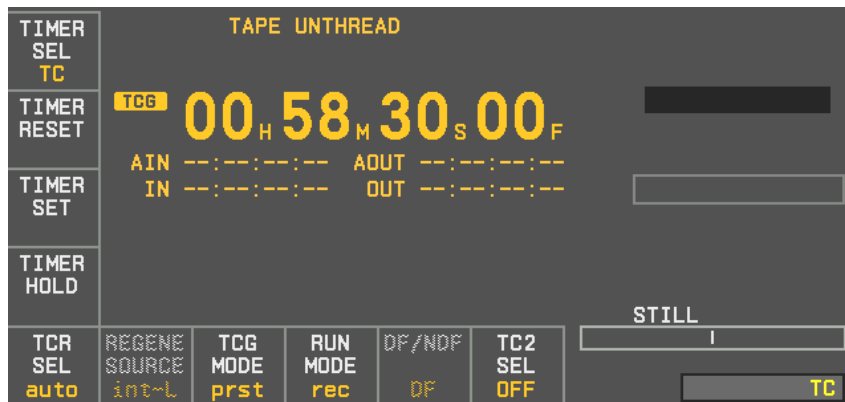 TIMER
SEL
TC
TAPE UNTHREAD
TIMER
RESET
TCG 00H 58M 30S 00F
AIN --:--:--:-- AOUT --:--:--:--
TIMER
SET
IN --:--:--:-- OUT --:--:--:--
TIMER
HOLD
STILL
TCR
SEL
auto
REGENE
SOURCE
int~L
TCG
MODE
prst
RUN
MODE
rec
DF/NDF
DF
TC2
SEL
OFF
TC